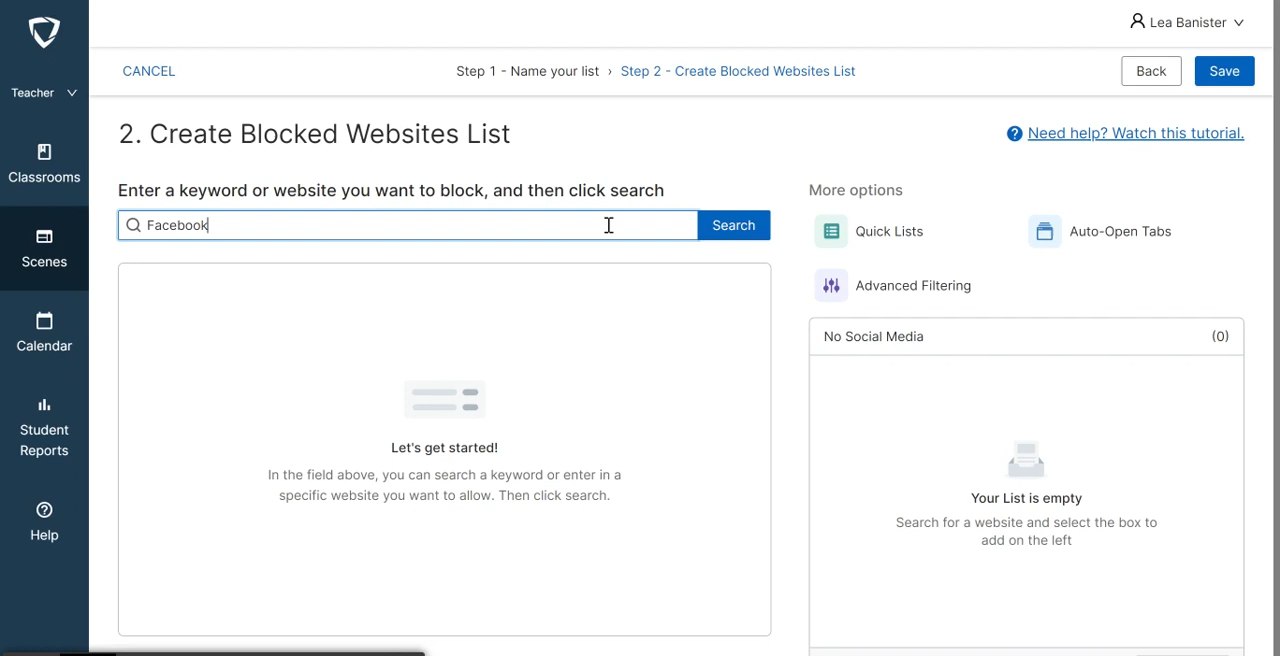 Lea Banister
Teacher
Classrooms
Scenes
Calendar
Student
Reports
Help
CANCEL
Step 1 - Name your list › Step 2 - Create Blocked Websites List
Back
Save
2. Create Blocked Websites List
Need help? Watch this tutorial.
Enter a keyword or website you want to block, and then click search
Facebook
Search
Let's get started!
In the field above, you can search a keyword or enter in a
specific website you want to allow. Then click search.
More options
Quick Lists
Auto-Open Tabs
Advanced Filtering
No Social Media (0)
Your List is empty
Search for a website and select the box to
add on the left